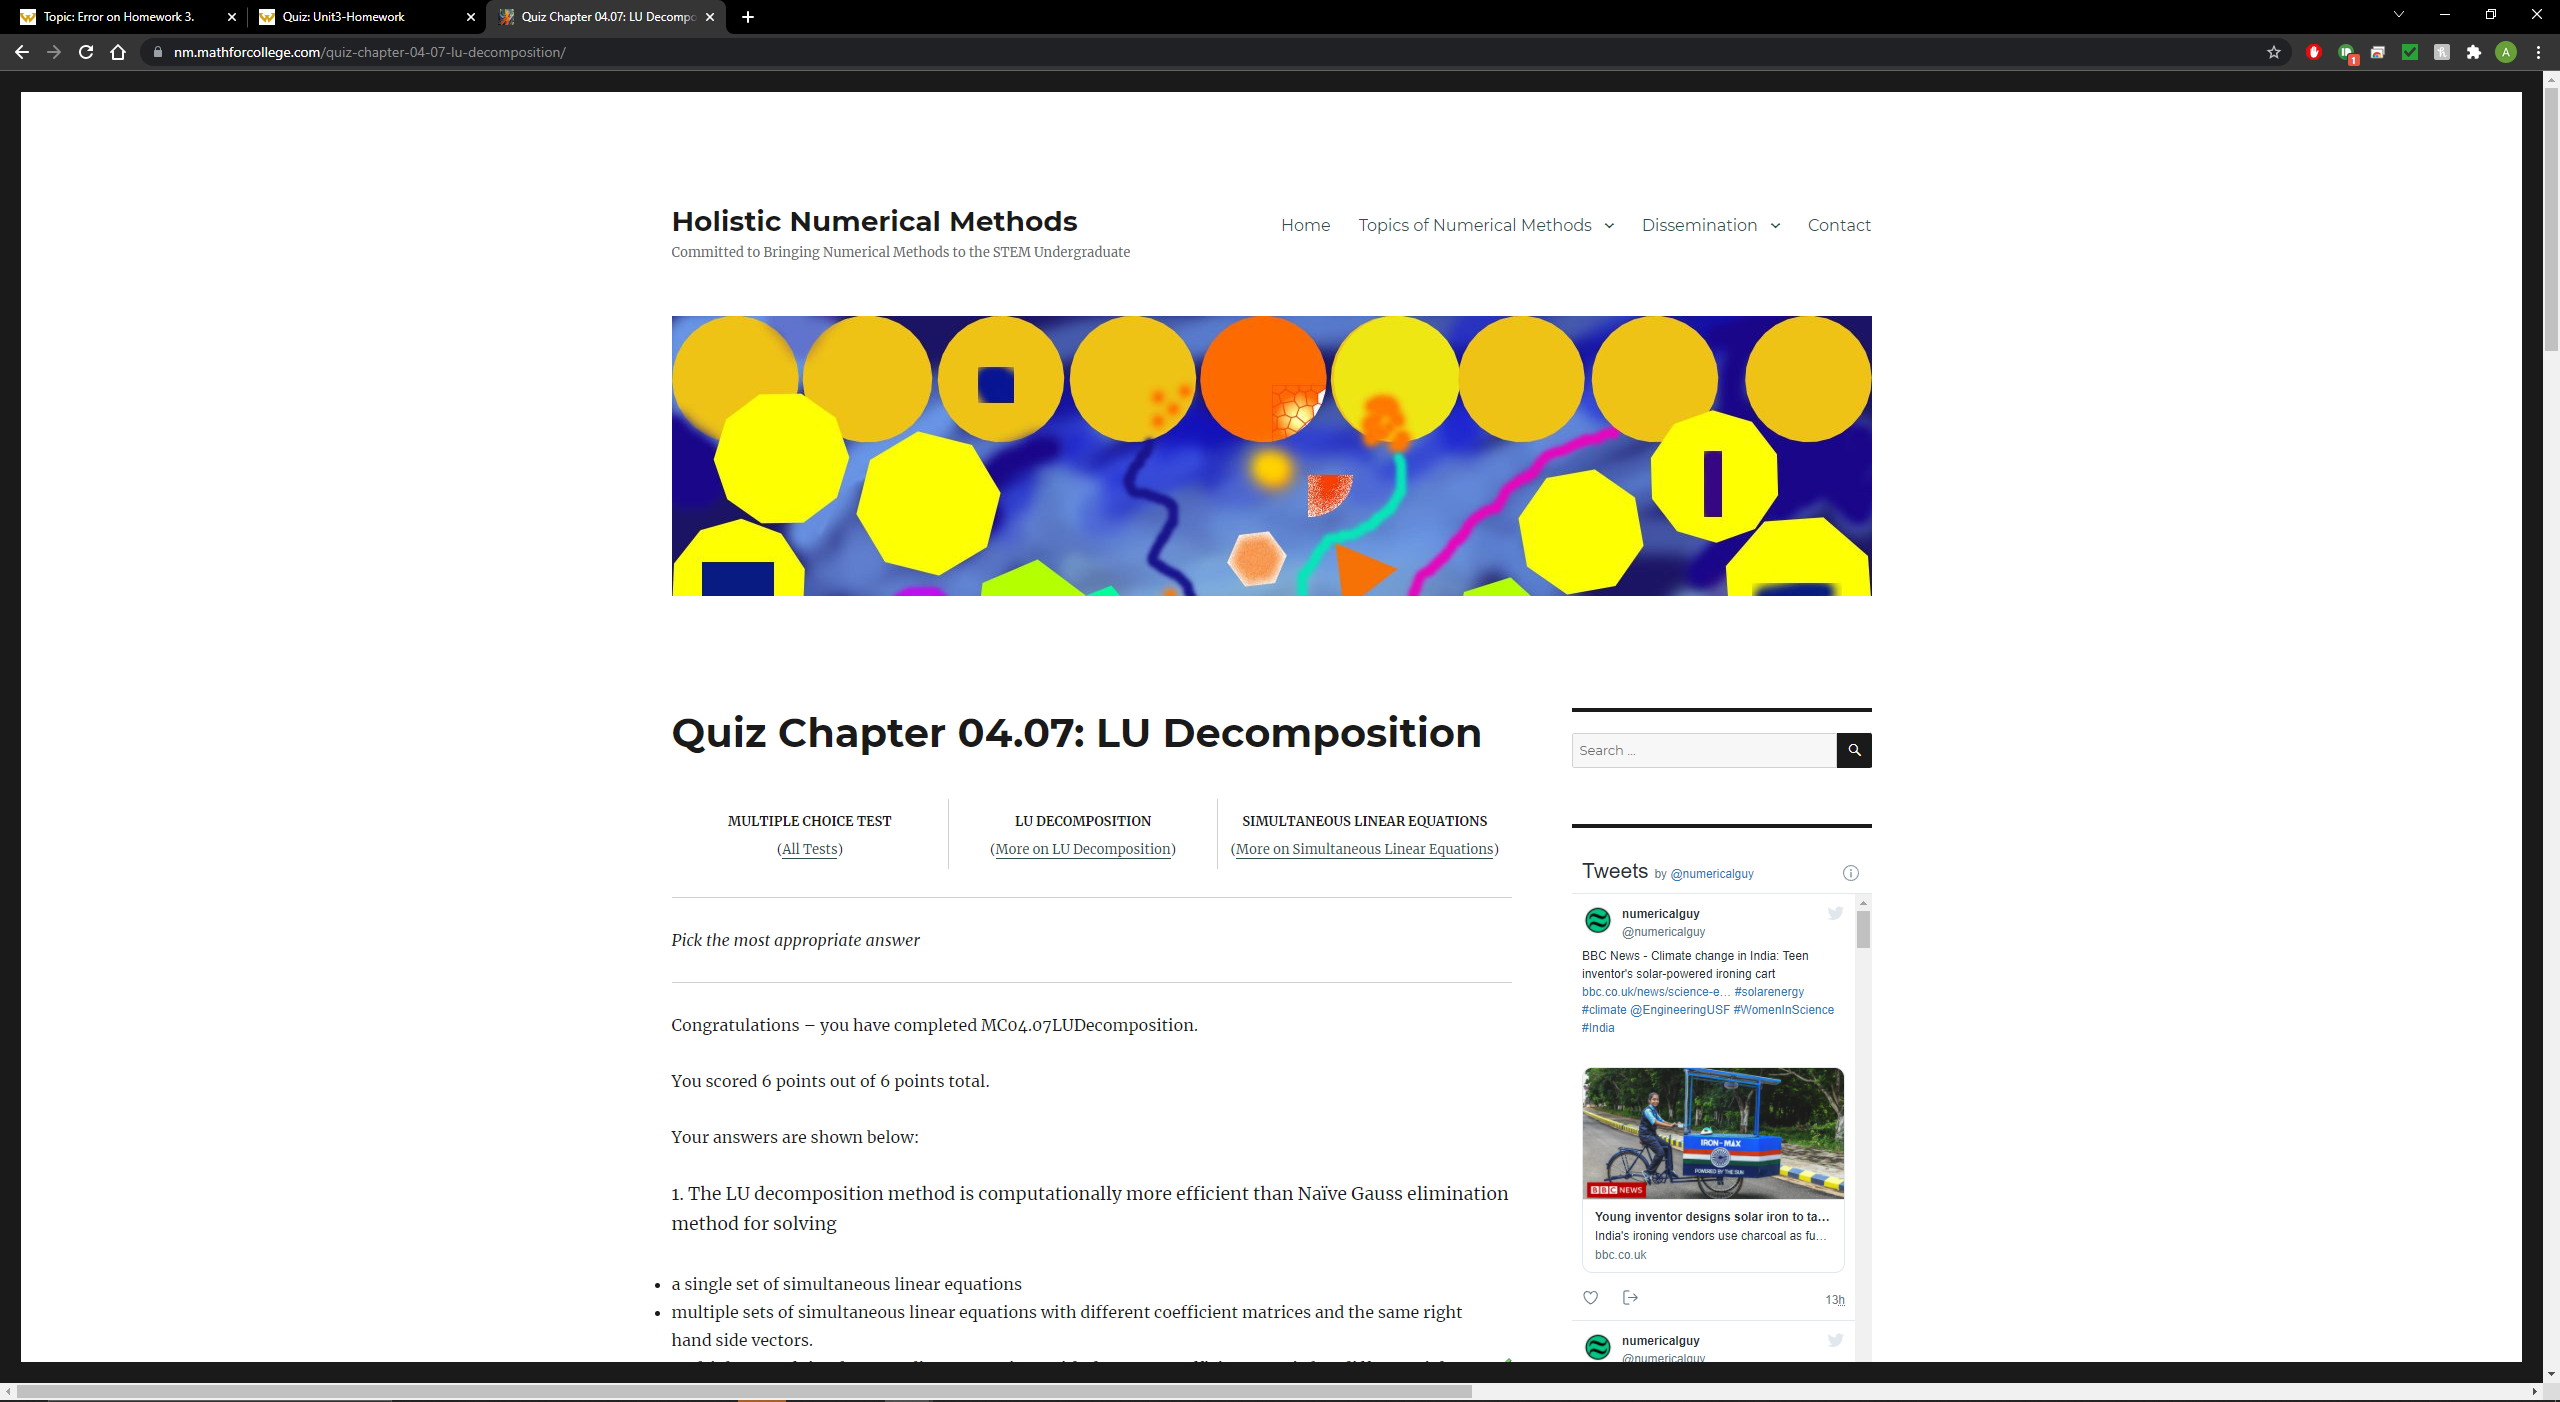 Topic: Error on Homework 3.
Quiz: Unit3-Homework
Quiz Chapter 04.07: LU Decompo
nm.mathforcollege.com/quiz-chapter-04-07-lu-decomposition/
1
A
Holistic Numerical Methods
Committed to Bringing Numerical Methods to the STEM Undergraduate
Home
Topics of Numerical Methods
Dissemination
Contact
Quiz Chapter 04.07: LU Decomposition
MULTIPLE CHOICE TEST
(All Tests)
LU DECOMPOSITION
(More on LU Decomposition)
SIMULTANEOUS LINEAR EQUATIONS
(More on Simultaneous Linear Equations)
Pick the most appropriate answer
Congratulations – you have completed MC04.07LUDecomposition.
You scored 6 points out of 6 points total.
Your answers are shown below:
1. The LU decomposition method is computationally more efficient than Naïve Gauss elimination
method for solving
a single set of simultaneous linear equations
multiple sets of simultaneous linear equations with different coefficient matrices and the same right
hand side vectors.
Search ...
Tweets by @numericalguy
numericalguy
@numericalguy
BBC News - Climate change in India: Teen
inventor's solar-powered ironing cart
bbc.co.uk/news/science-e... #solarenergy
#climate @EngineeringUSF #WomenInScience
#India
IRON-MAX
POWERED BY THE SUN
BBC NEWS
Young inventor designs solar iron to ta...
India's ironing vendors use charcoal as fu...
bbc.co.uk
13h
numericalguy
@numericalguy